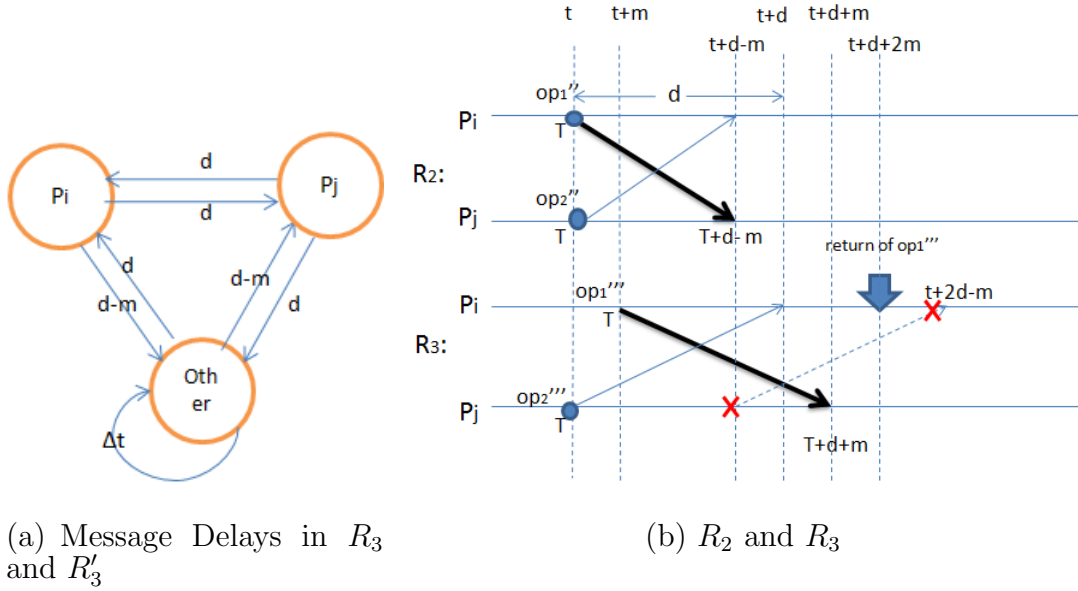 d
Pi
Pj
d
d
d-m
d-m
d
Oth
er
Δt
(a) Message Delays in R₃
and R′₃
t
t+m
t+d
t+d+m
t+d-m
t+d+2m
op₁''
d
Pi
T
R₂:
op₂''
Pj
T
T+d-m
return of op₁'''
op₁'''
t+2d-m
Pi
T
R₃:
op₂'''
Pj
T
T+d+m
(b) R₂ and R₃